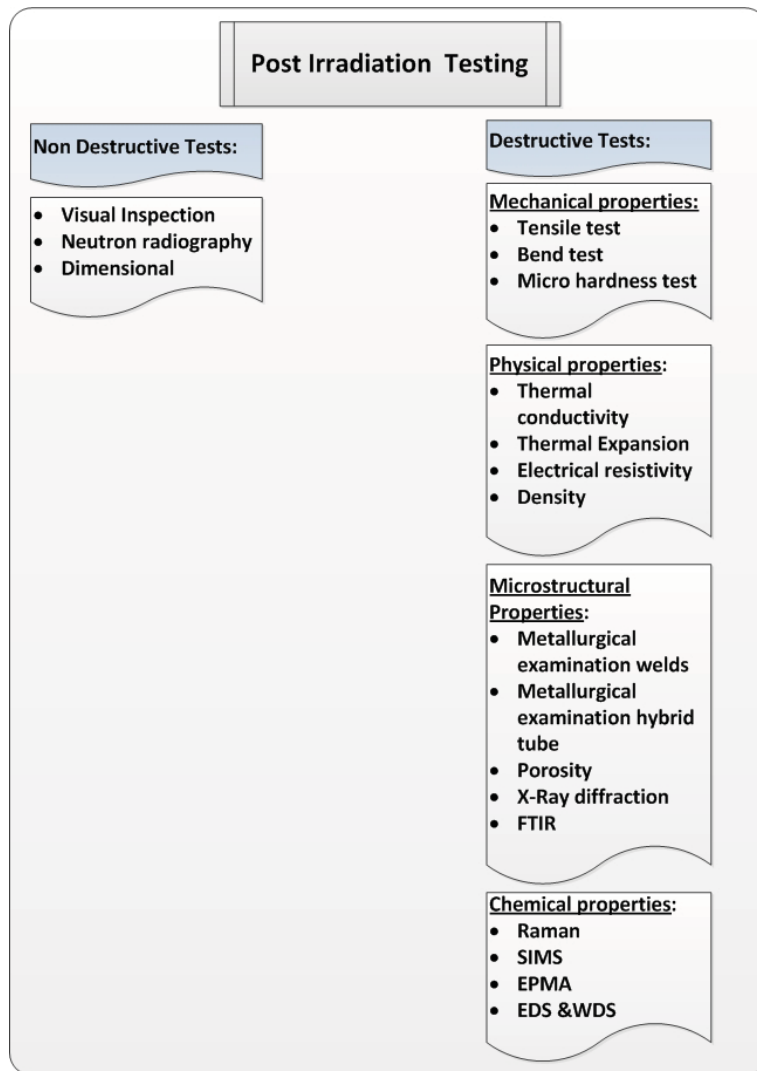 Post Irradiation Testing
Non Destructive Tests:
• Visual Inspection
• Neutron radiography
• Dimensional
Destructive Tests:
Mechanical properties:
• Tensile test
• Bend test
• Micro hardness test
Physical properties:
• Thermal
conductivity
• Thermal Expansion
• Electrical resistivity
• Density
Microstructural
Properties:
• Metallurgical
examination welds
• Metallurgical
examination hybrid
tube
• Porosity
• X-Ray diffraction
• FTIR
Chemical properties:
• Raman
• SIMS
• EPMA
• EDS &WDS